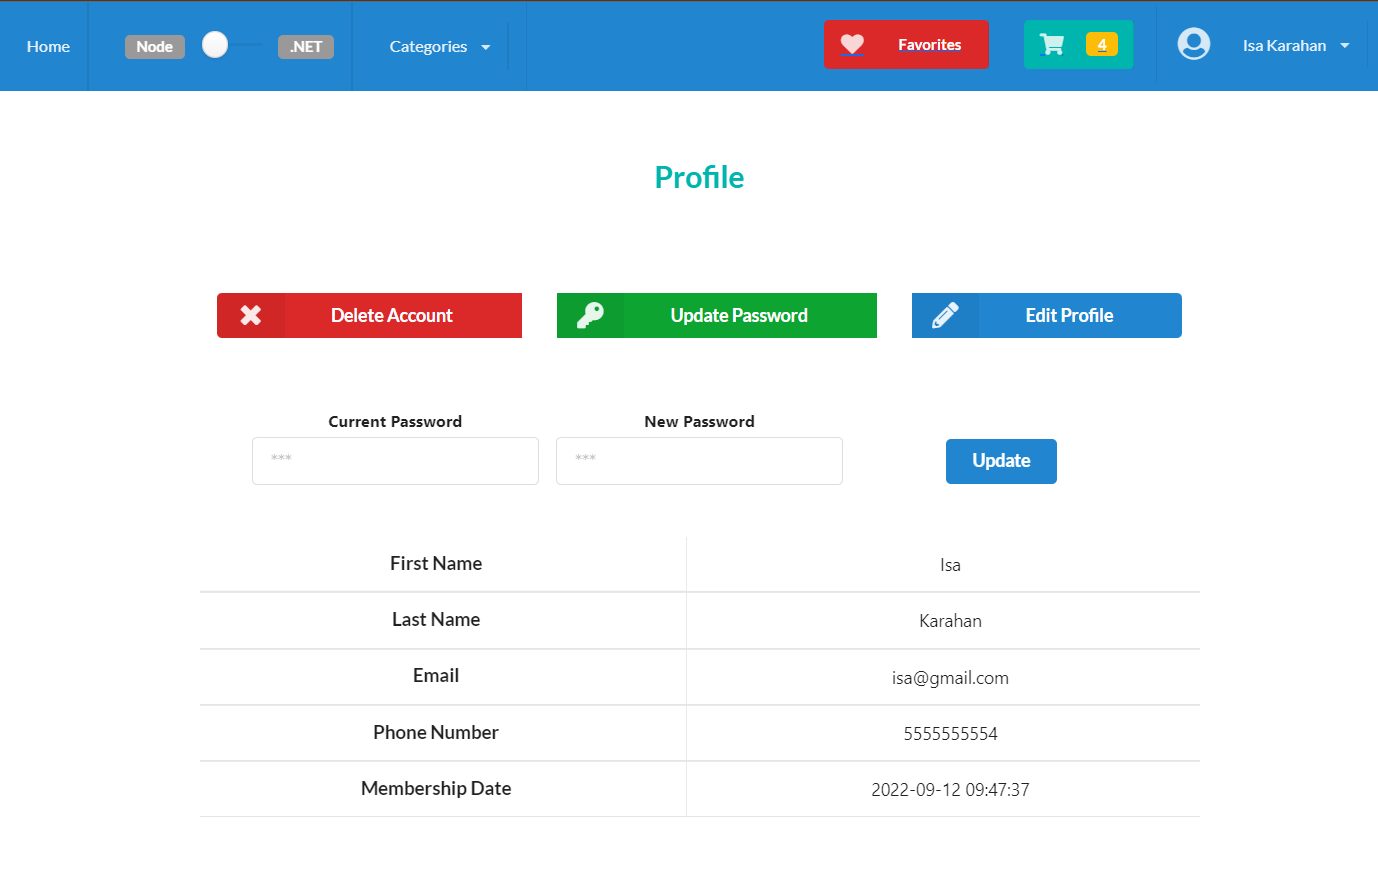 Home Node .NET Categories Favorites 4 Isa Karahan
Profile
Delete Account Update Password Edit Profile
Current Password New Password
*** *** Update
First Name Isa
Last Name Karahan
Email isa@gmail.com
Phone Number 5555555554
Membership Date 2022-09-12 09:47:37